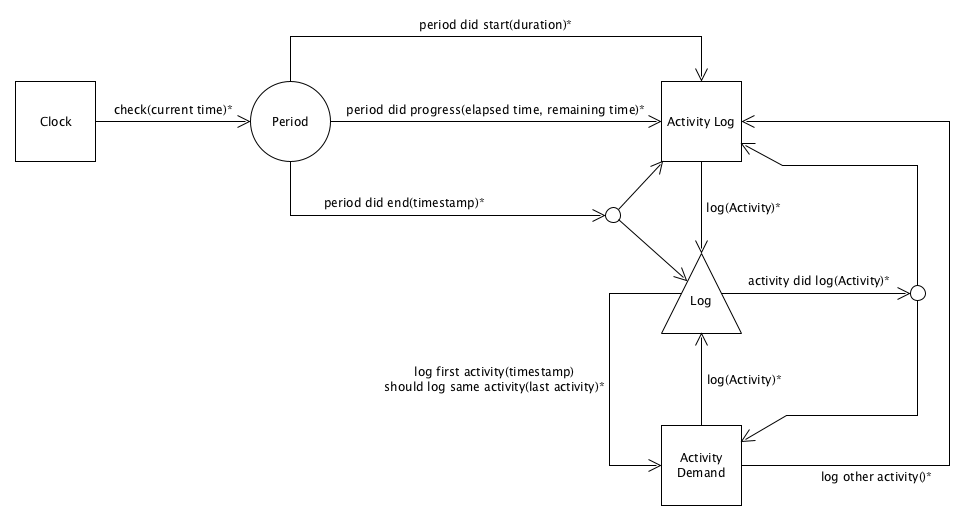 period did start(duration)*
check(current time)*
period did progress(elapsed time, remaining time)*
Clock
Period
Activity Log
period did end(timestamp)*
log(Activity)*
activity did log(Activity)*
Log
log first activity(timestamp)
should log same activity(last activity)*
log(Activity)*
Activity
Demand
log other activity()*